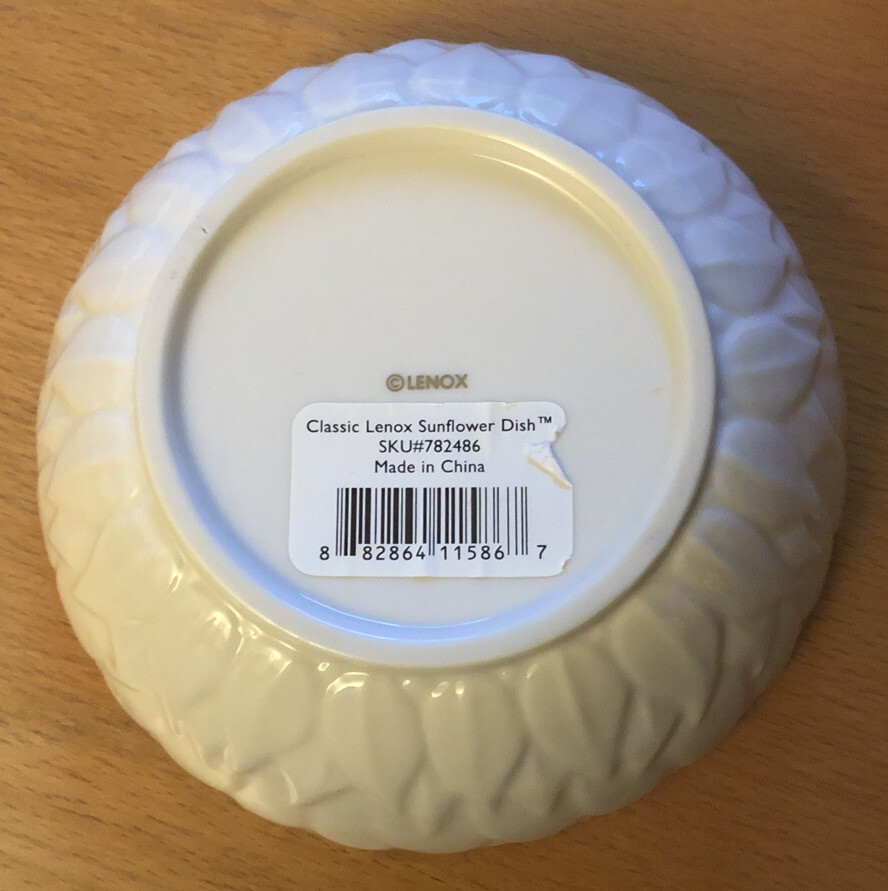 ©LENOX
Classic Lenox Sunflower Dish™
SKU#782486
Made in China
8 82864 11586 7